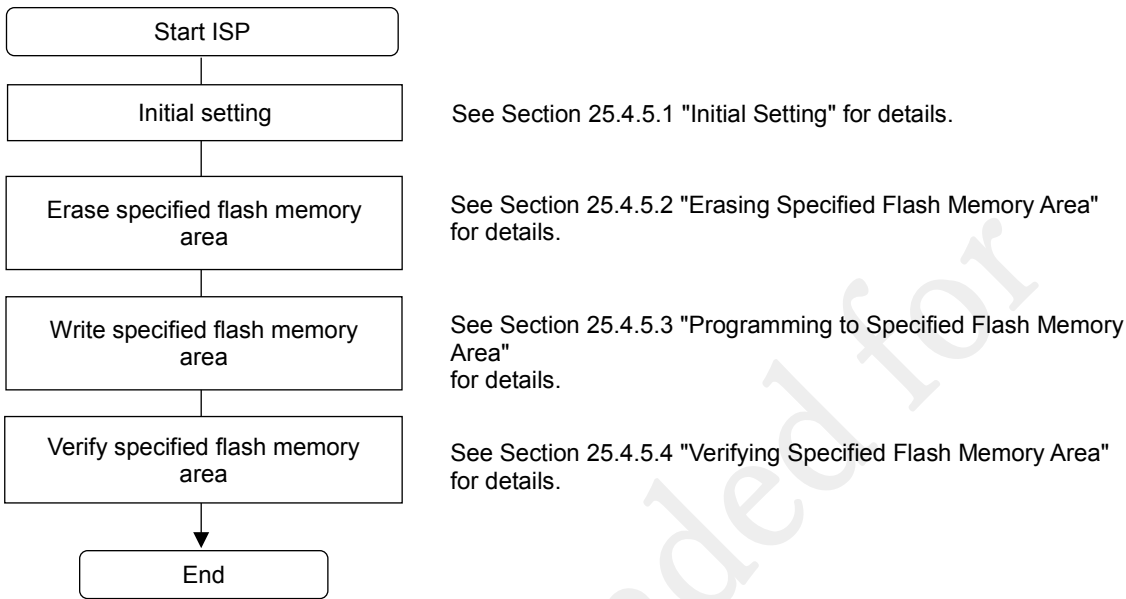 Start ISP
Initial setting
See Section 25.4.5.1 "Initial Setting" for details.
Erase specified flash memory
area
See Section 25.4.5.2 "Erasing Specified Flash Memory Area"
for details.
Write specified flash memory
area
See Section 25.4.5.3 "Programming to Specified Flash Memory
Area"
for details.
Verify specified flash memory
area
See Section 25.4.5.4 "Verifying Specified Flash Memory Area"
for details.
End